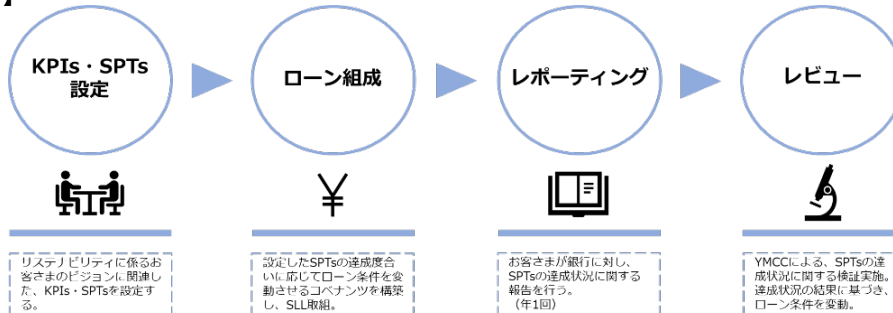 KPIs・SPTs
設定
ローン組成
レポーティング
レビュー
サステナビリティに係るお
客さまのビジョンに関連し
た、KPIs・SPTsを設定す
る。
設定したSPTsの達成度合
いに応じてローン条件を変
動させるコベナンツを構築
し、SLL取組。
お客さまが銀行に対し、
SPTsの達成状況に関する
報告を行う。
（年1回）
YMCCによる、SPTsの達
成状況に関する検証実施。
達成状況の結果に基づき、
ローン条件を変動。